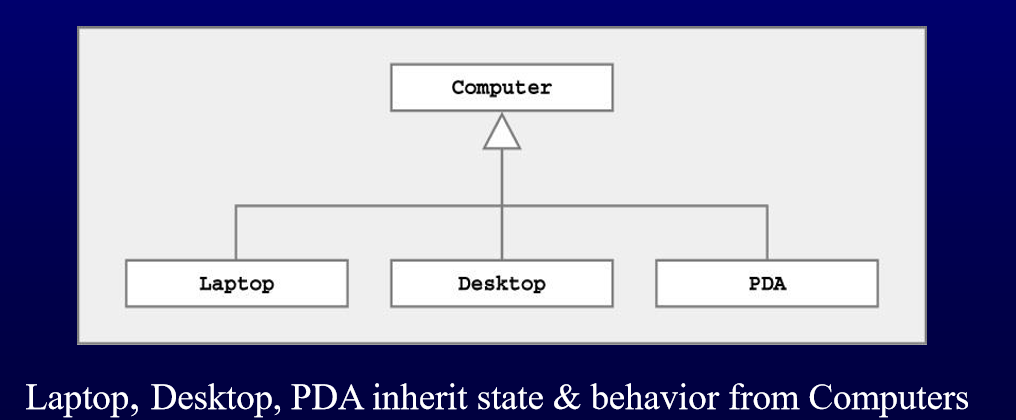 Computer
Laptop Desktop PDA
Laptop, Desktop, PDA inherit state & behavior from Computers